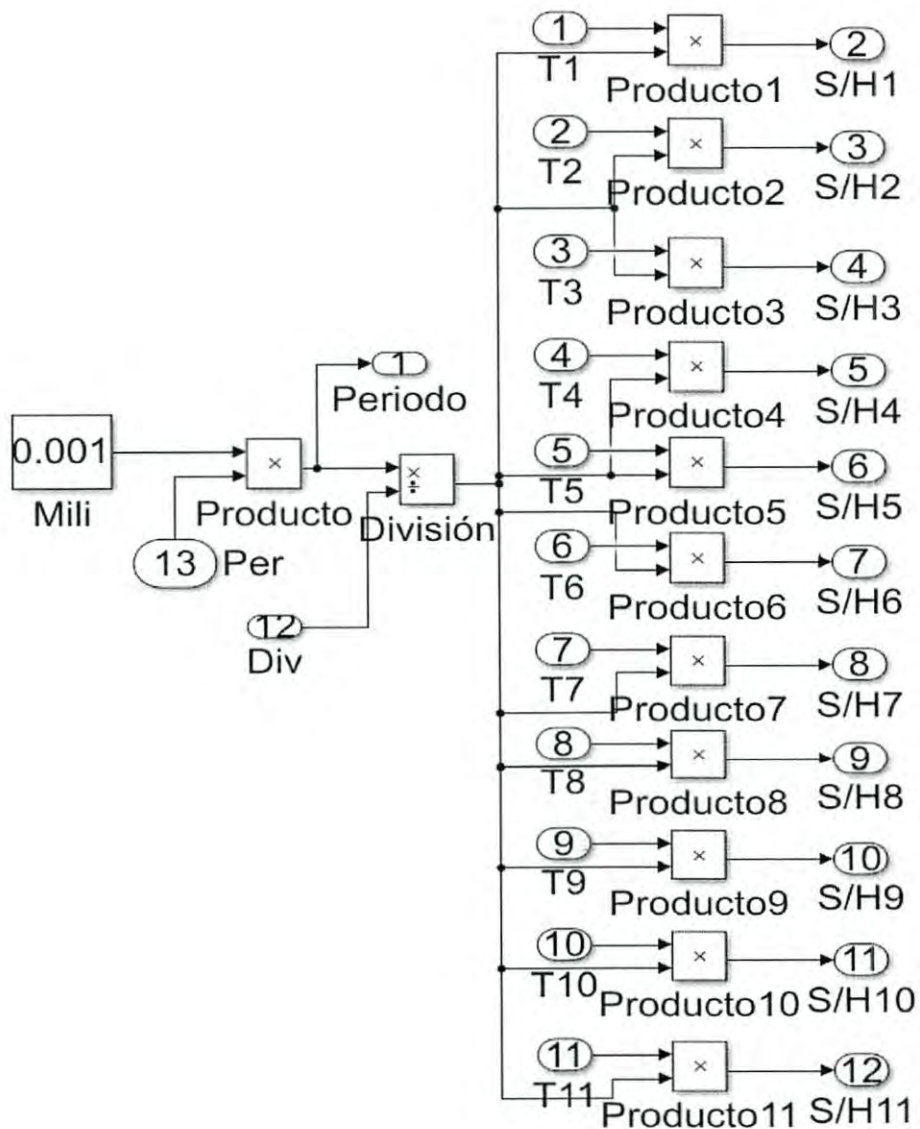 1
T1
×
Producto1
2
S/H1
2
T2
×
Producto2
3
S/H2
3
T3
×
Producto3
4
S/H3
4
T4
×
Producto4
5
S/H4
5
T5
×
Producto5
6
S/H5
6
T6
×
Producto6
7
S/H6
7
T7
×
Producto7
8
S/H7
8
T8
×
Producto8
9
S/H8
9
T9
×
Producto9
10
S/H9
10
T10
×
Producto10
11
S/H10
11
T11
×
Producto11
12
S/H11
1
Periodo
0.001
Mili
×
Producto
×
÷
División
13
Per
12
Div